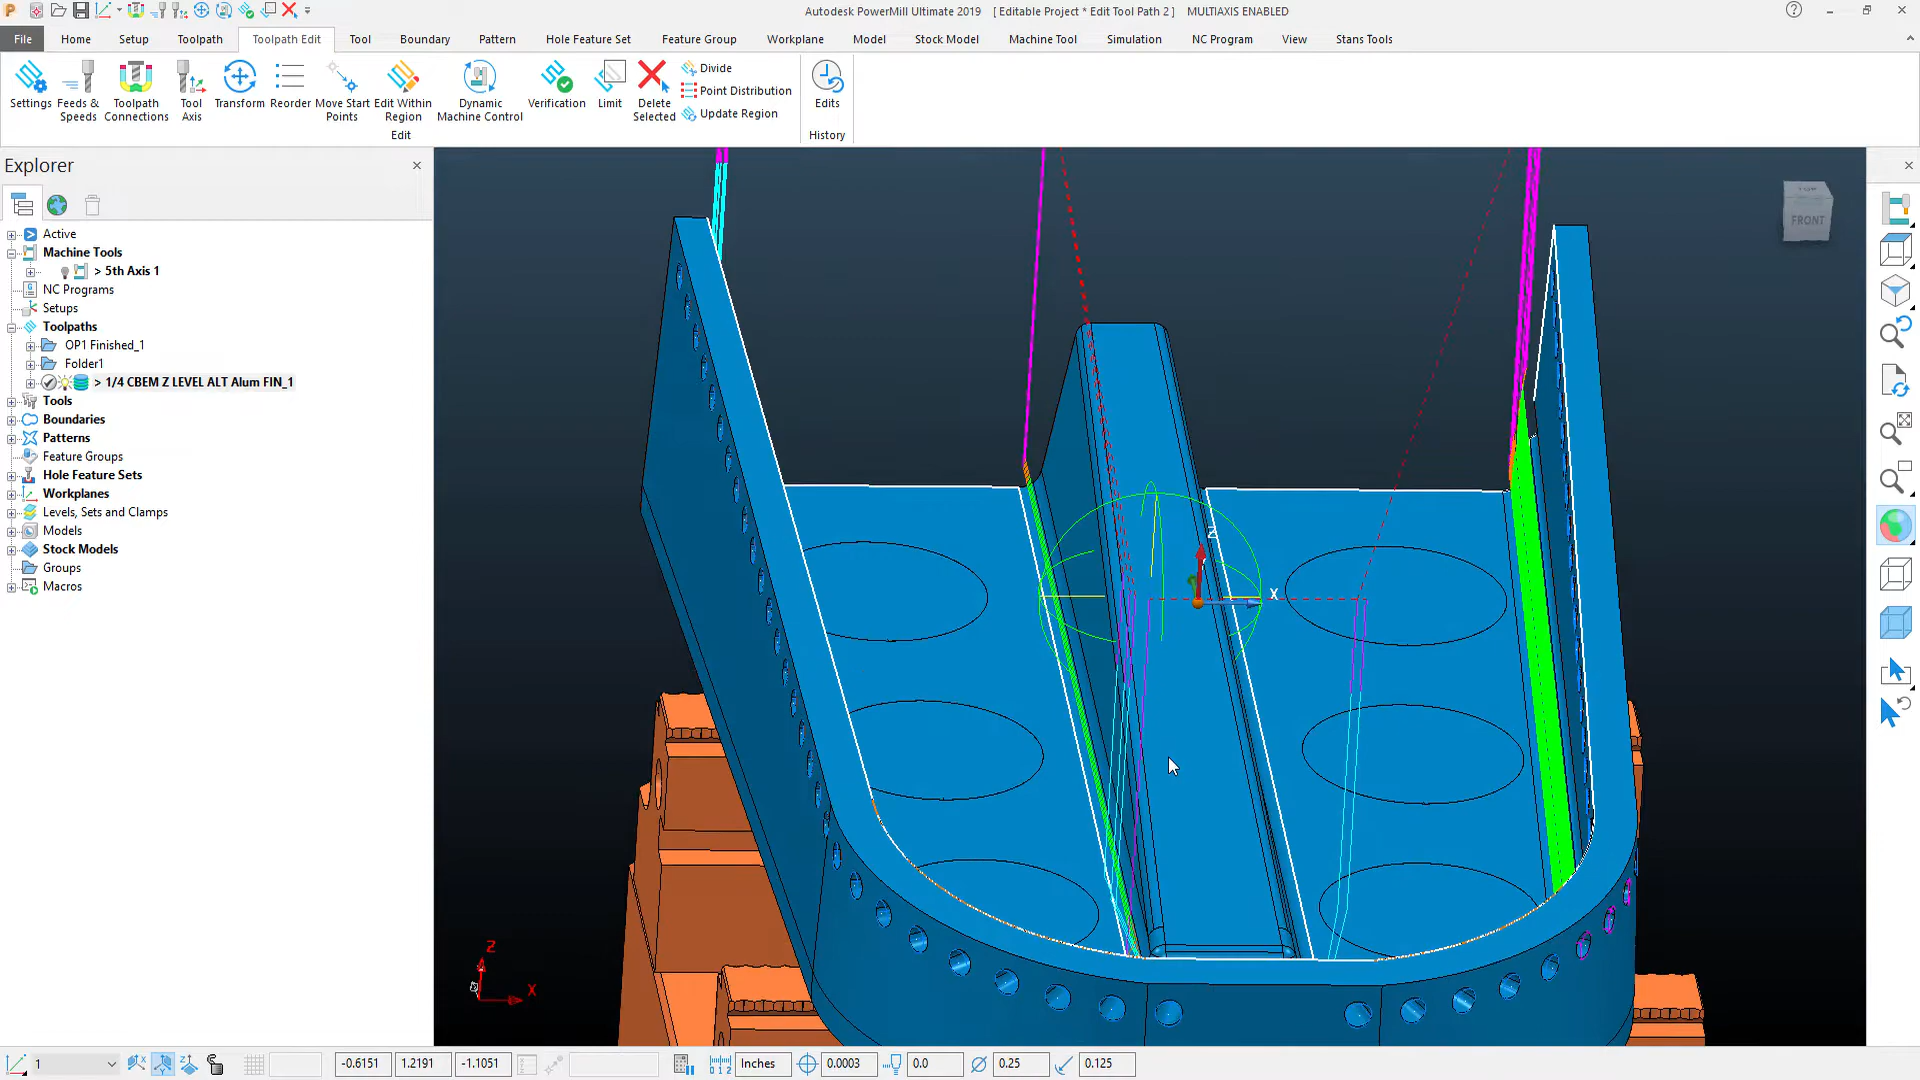 Autodesk PowerMill Ultimate 2019 [ Editable Project * Edit Tool Path 2 ] MULTIAXIS ENABLED
File Home Setup Toolpath Toolpath Edit Tool Boundary Pattern Hole Feature Set Feature Group Workplane Model Stock Model Machine Tool Simulation NC Program View Stans Tools
Settings
Feeds & Speeds
Toolpath Connections
Tool Axis
Transform
Reorder
Move Start Points
Edit Within Region
Dynamic Machine Control
Verification
Limit
Delete Selected
Divide
Point Distribution
Update Region
Edits
Edit
History
Explorer
Active
Machine Tools
> 5th Axis 1
NC Programs
Setups
Toolpaths
OP1 Finished_1
Folder1
> 1/4 CBEM Z LEVEL ALT Alum FIN_1
Tools
Boundaries
Patterns
Feature Groups
Hole Feature Sets
Workplanes
Levels, Sets and Clamps
Models
Stock Models
Groups
Macros
TOP
FRONT
Z
X
Z
X
1 -0.6151 1.2191 -1.1051 Inches 0.0003 0.0 0.25 0.125